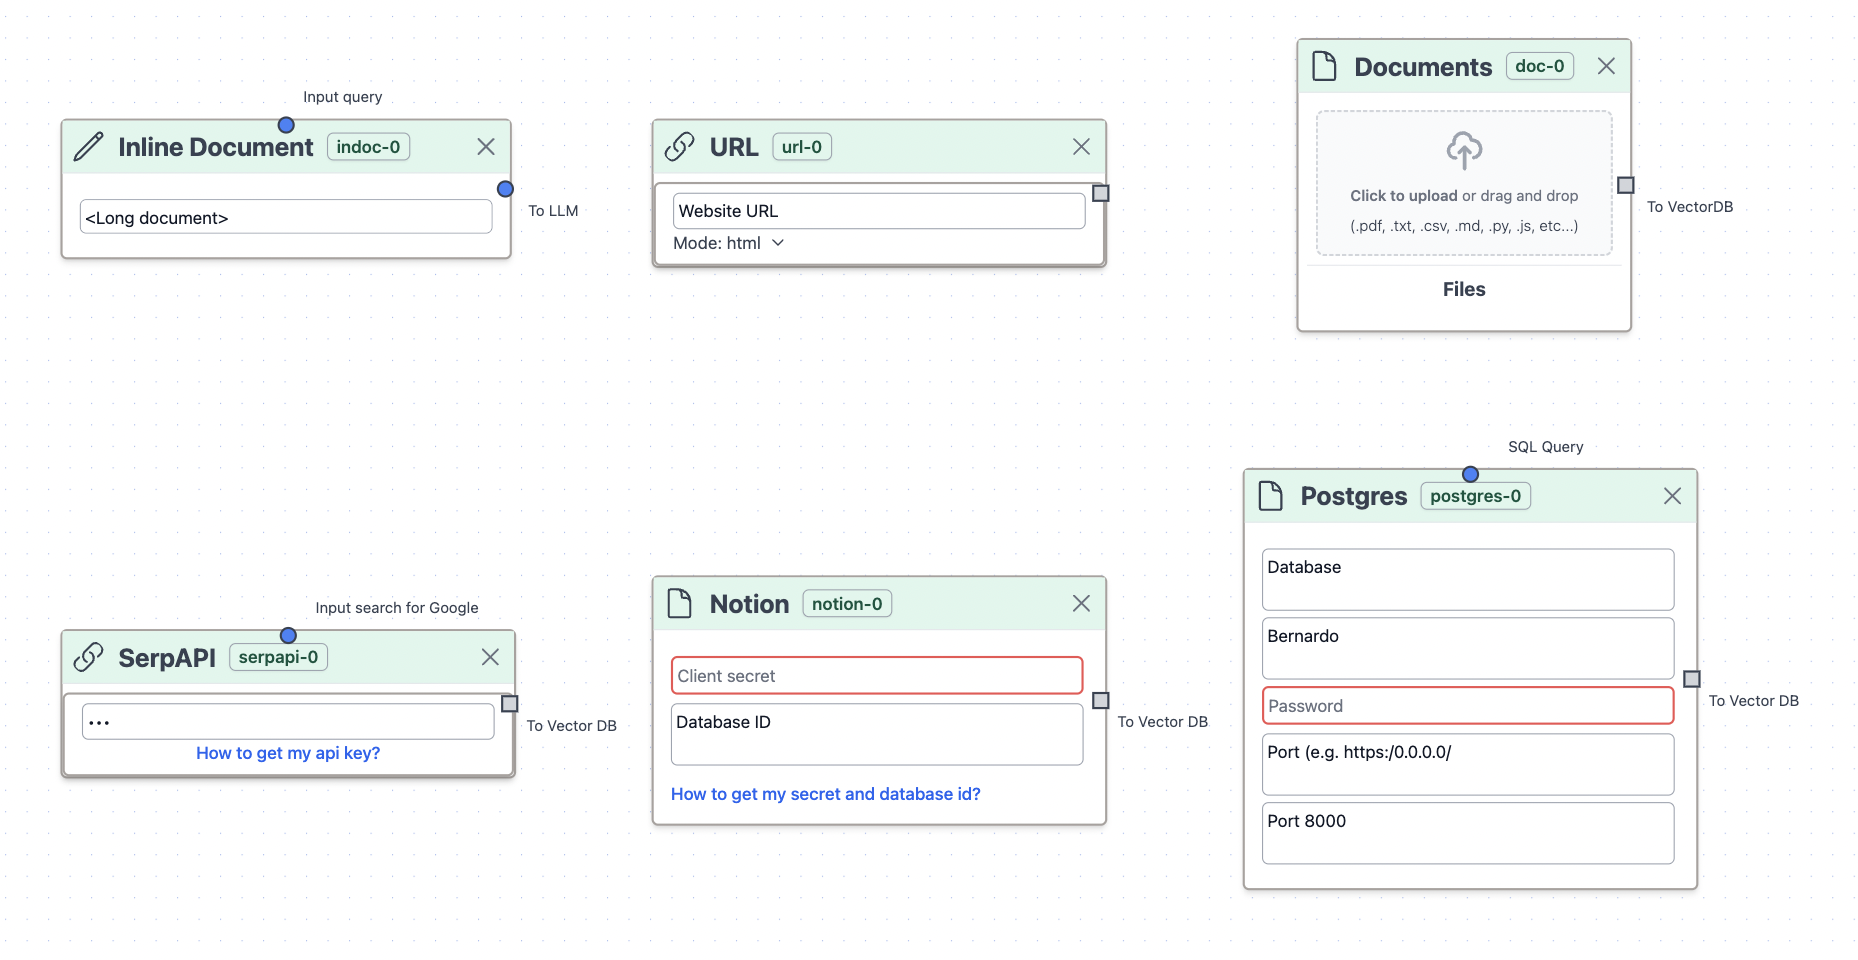 Input query
Inline Document indoc-0
<Long document>
To LLM
URL url-0
Website URL
Mode: html
Documents doc-0
Click to upload or drag and drop
(.pdf, .txt, .csv, .md, .py, .js, etc...)
To VectorDB
Files
Input search for Google
SerpAPI serpapi-0
•••
How to get my api key?
To Vector DB
Notion notion-0
Client secret
Database ID
How to get my secret and database id?
To Vector DB
SQL Query
Postgres postgres-0
Database
Bernardo
Password
Port (e.g. https:/0.0.0.0/
Port 8000
To Vector DB